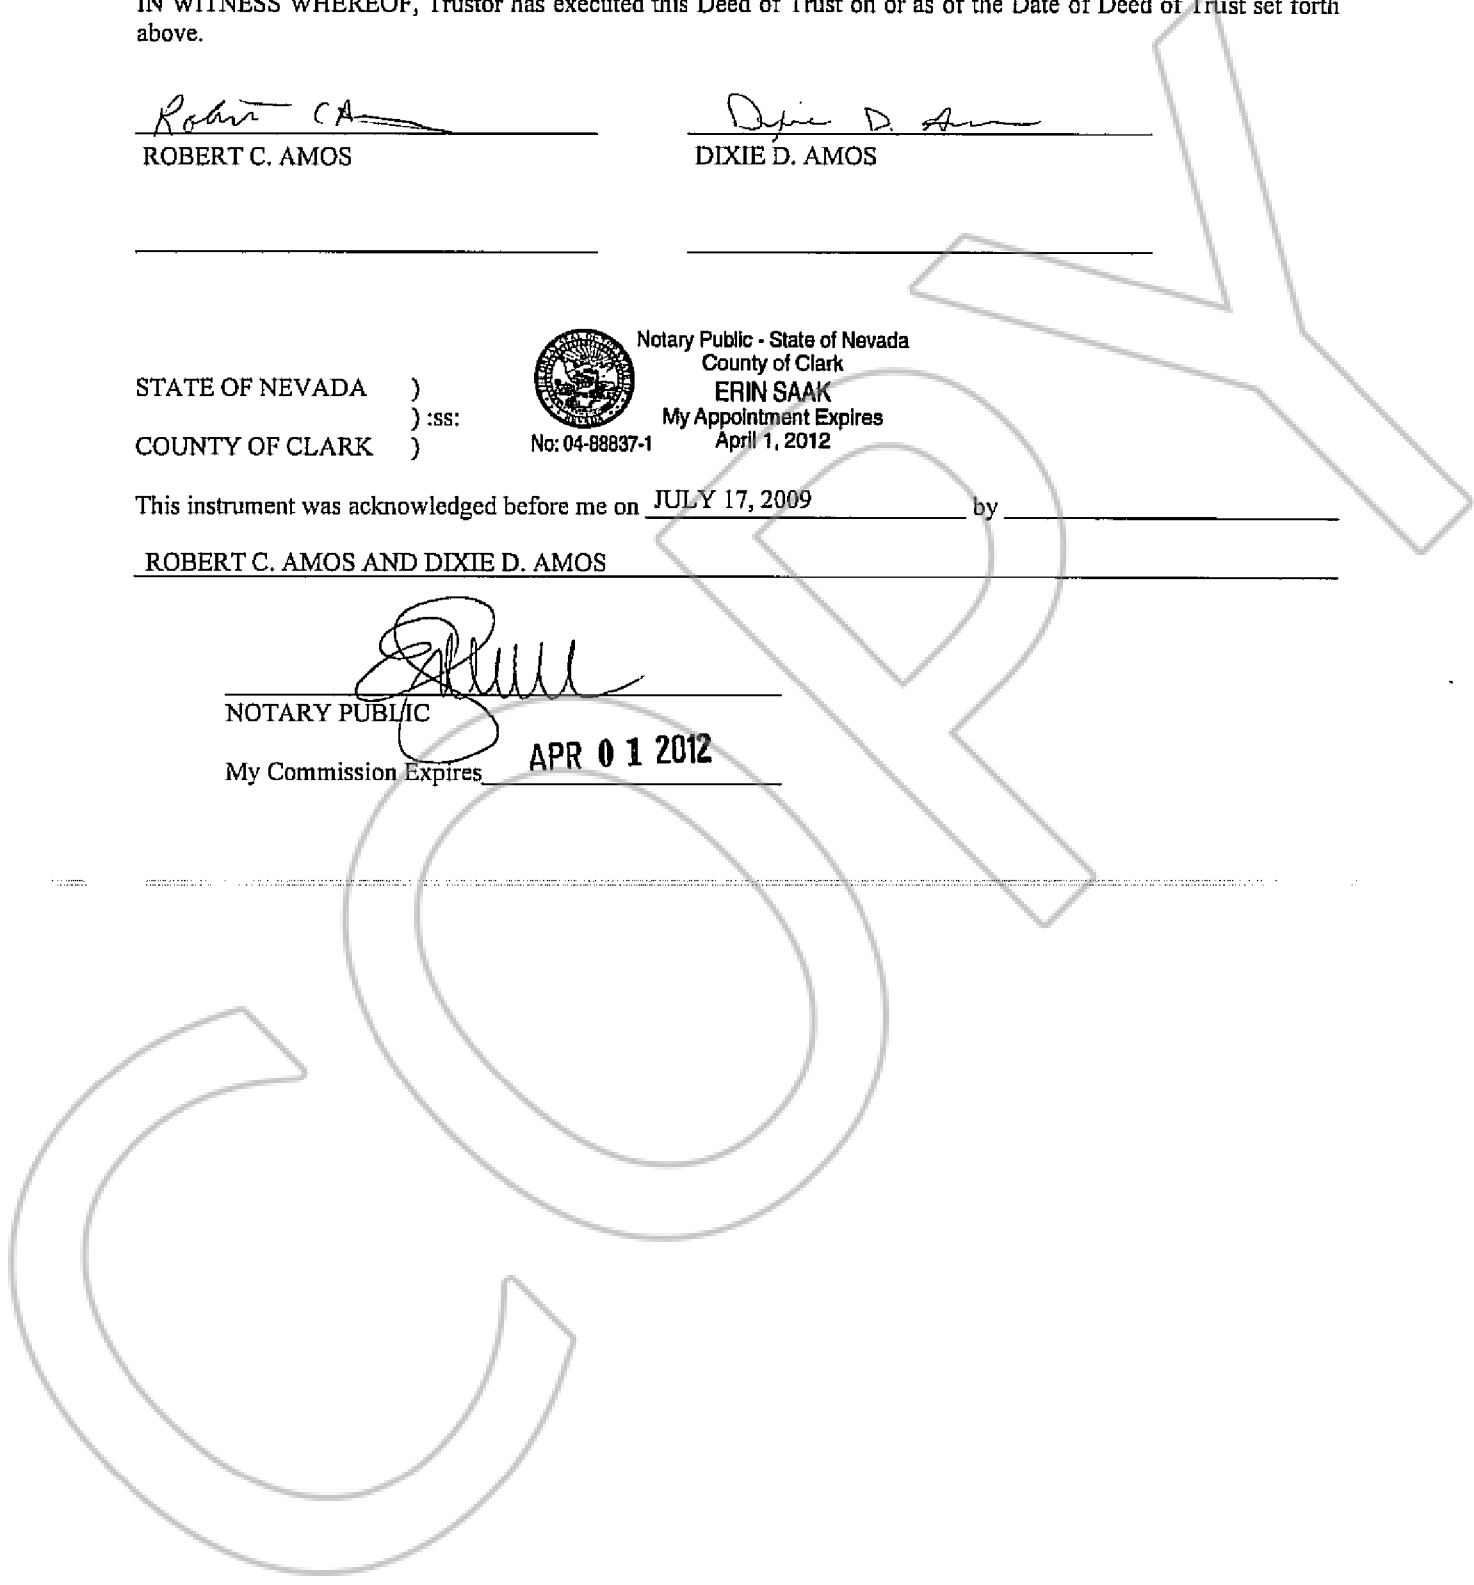 IN WITNESS WHEREOF, Trustor has executed this Deed of Trust on or as of the Date of Deed of Trust set forth
above.
Robert C A
Dixie D. Am
ROBERT C. AMOS
DIXIE D. AMOS
Notary Public - State of Nevada
County of Clark
ERIN SAAK
My Appointment Expires
No: 04-88837-1 April 1, 2012
STATE OF NEVADA )
) :ss:
COUNTY OF CLARK )
This instrument was acknowledged before me on JULY 17, 2009 by
ROBERT C. AMOS AND DIXIE D. AMOS
NOTARY PUBLIC
My Commission Expires APR 01 2012
COPY